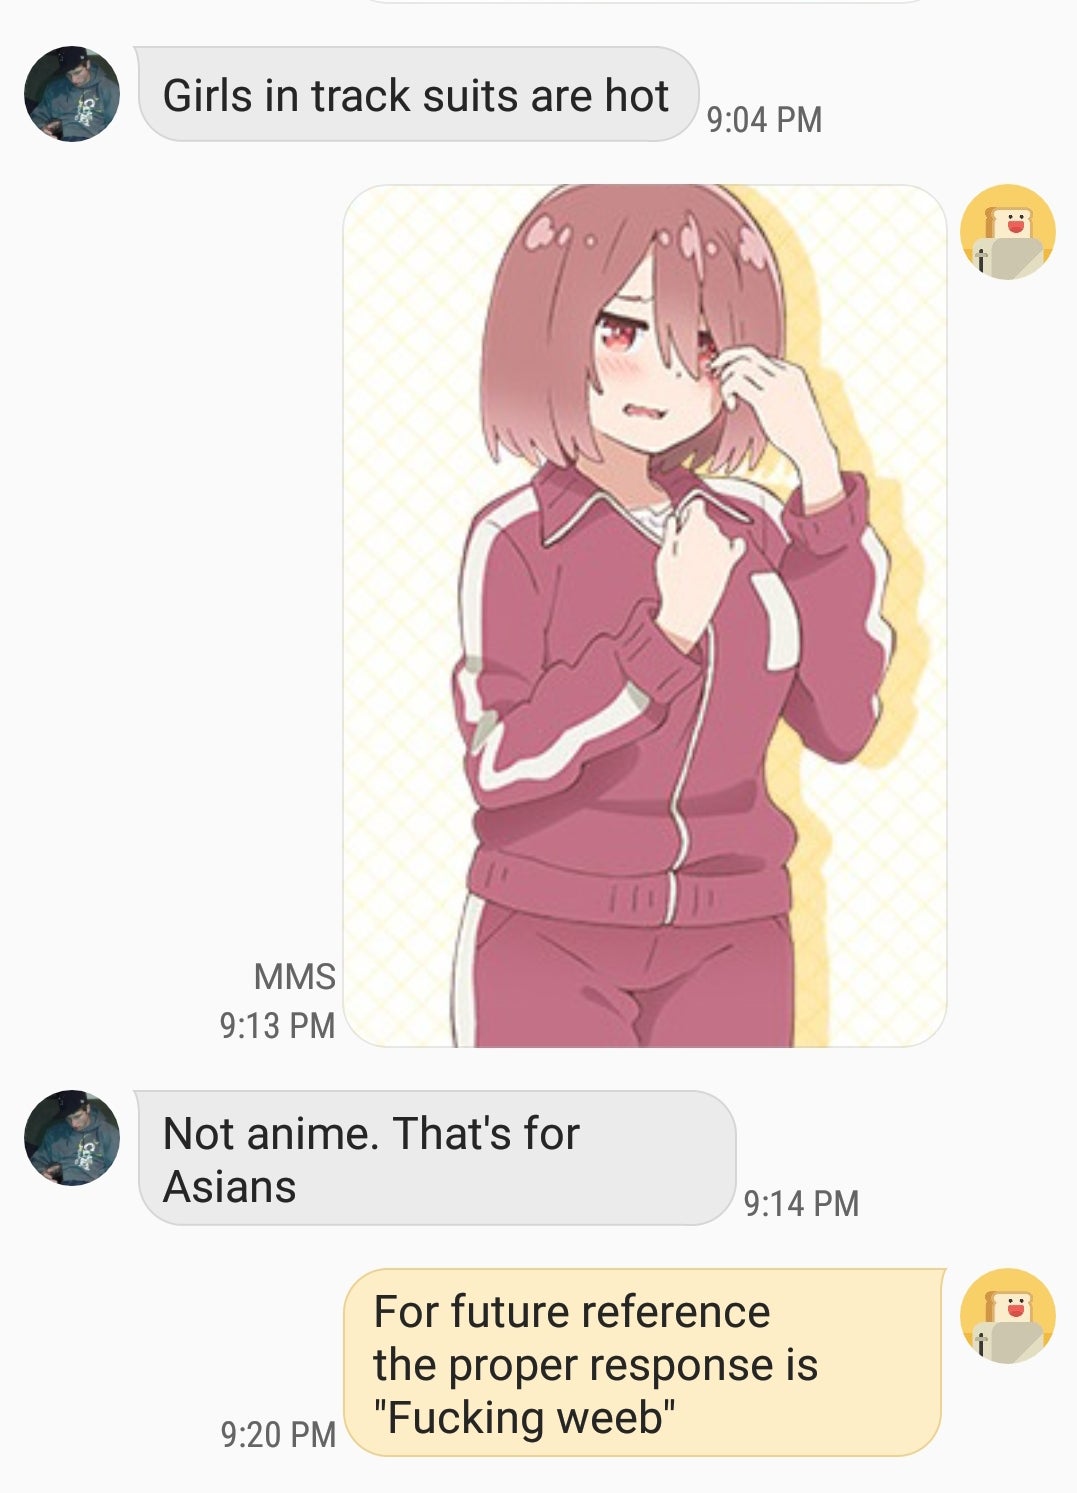 Girls in track suits are hot
9:04 PM
MMS
9:13 PM
Not anime. That's for
Asians
9:14 PM
For future reference
the proper response is
"Fucking weeb"
9:20 PM